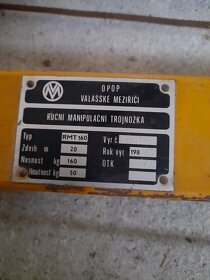 OPOP
VALAŠSKÉ MEZIŘÍČÍ
RUČNÍ MANIPULAČNÍ TROJNOŽKA
Typ RMT 160 Výr. č.
Zdvih m 20 Rok výr 198
Nosnost kg 160 OTK
Hmotnost kg 50